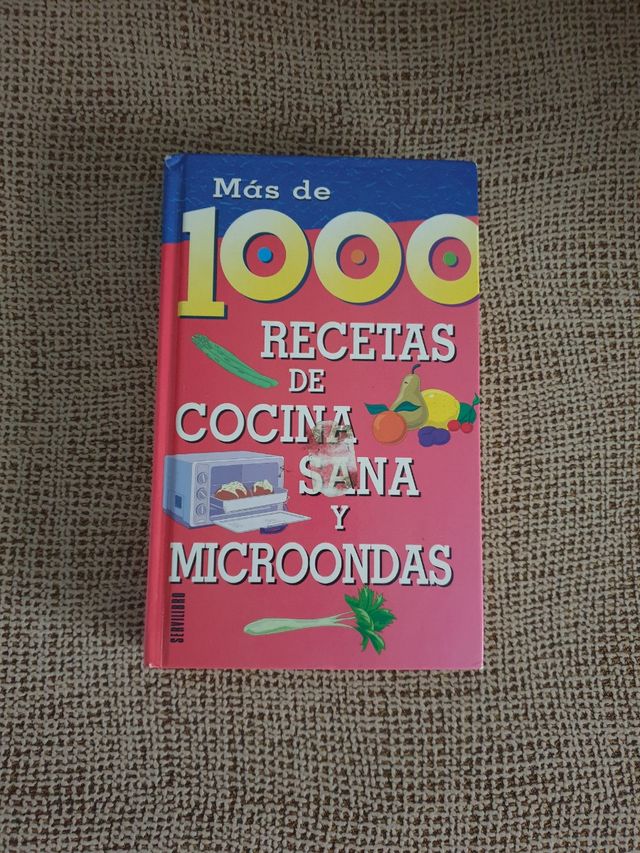 Más de
1000
RECETAS
DE
COCINA
SANA
Y
MICROONDAS
SERVILIBRO